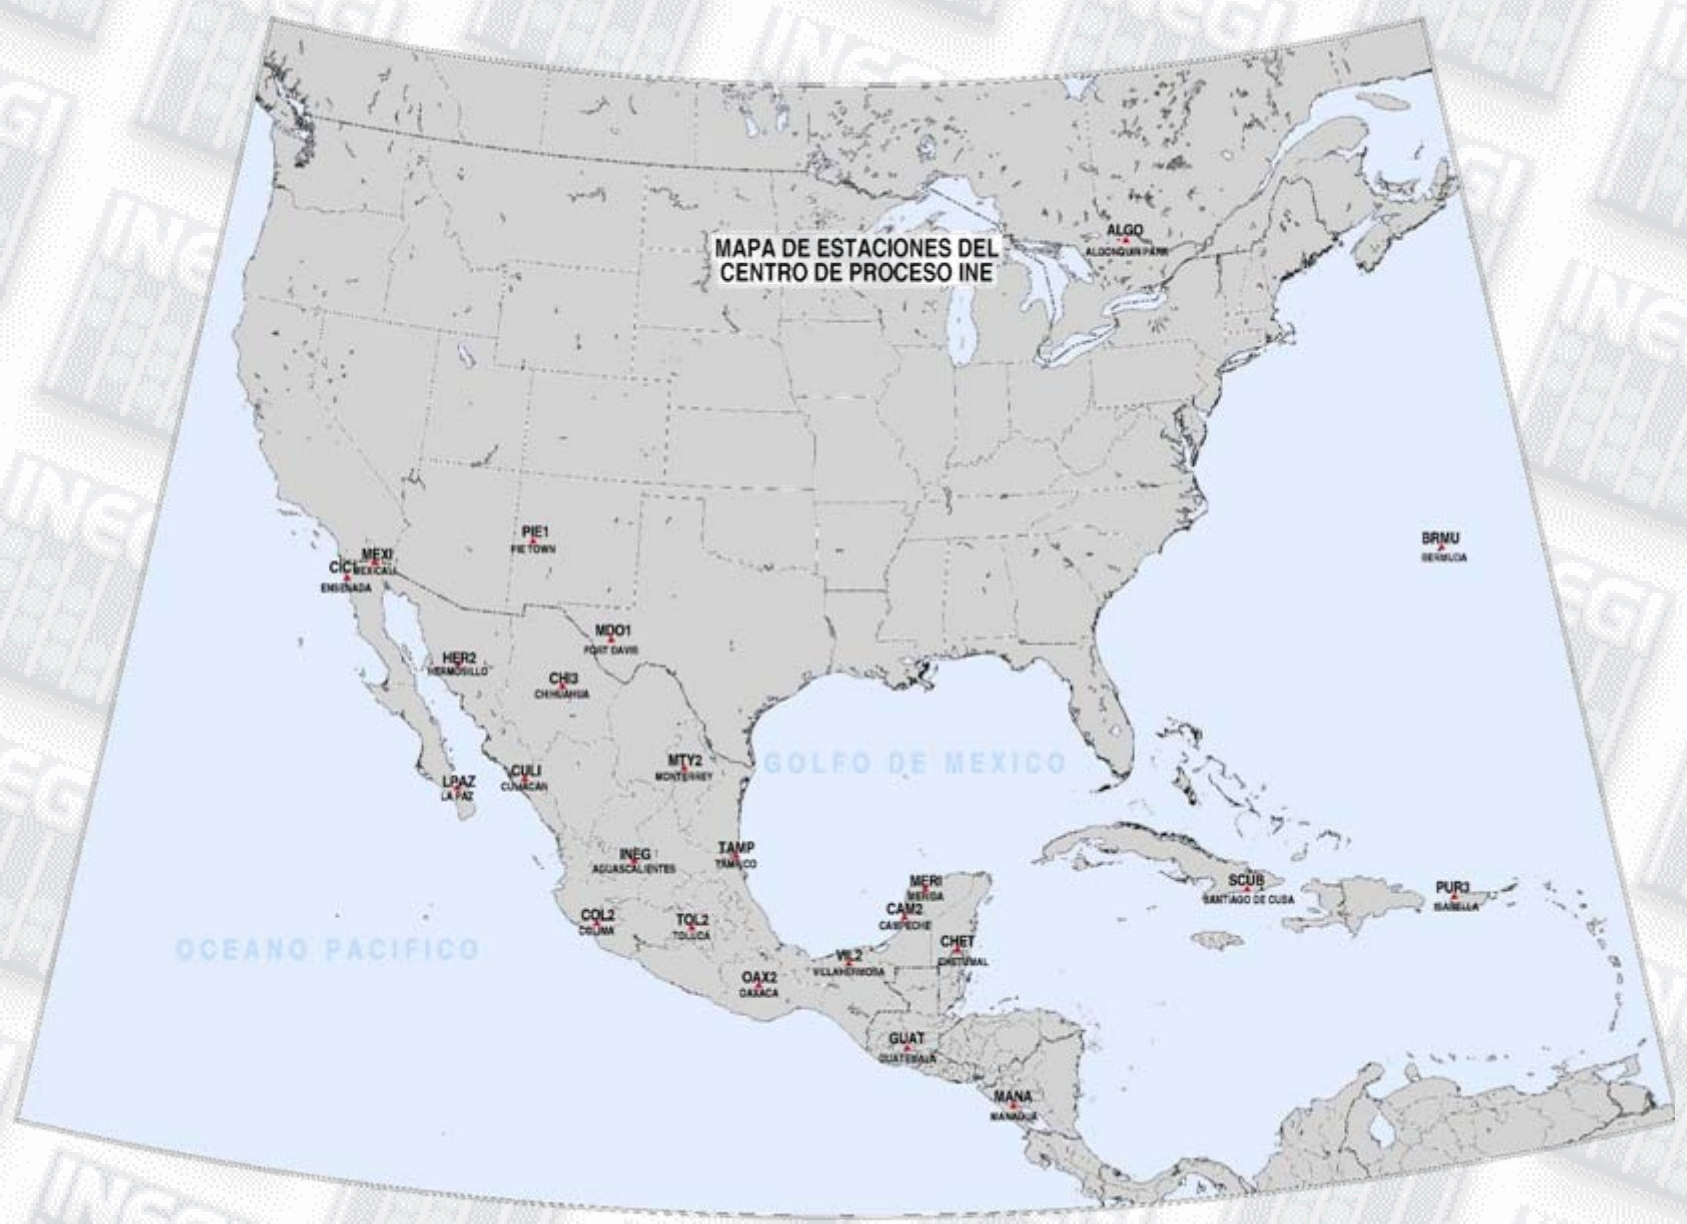 MAPA DE ESTACIONES DEL
CENTRO DE PROCESO INE
ALGO
ALGONQUIN PARK
PIE1
PIE TOWN
BRMU
BERMUDA
MEXI
MEXICALI
CIC1
ENSENADA
MDO1
FORT DAVIS
HER2
HERMOSILLO
CHI3
CHIHUAHUA
GOLFO DE MEXICO
MTY2
MONTERREY
CULI
CULIACAN
LPAZ
LA PAZ
INEG
AGUASCALIENTES
TAMP
TAMPICO
MERI
MERIDA
SCUB
SANTIAGO DE CUBA
PUR3
ISABELLA
CAM2
CAMPECHE
COL2
COLIMA
TOL2
TOLUCA
OCEANO PACIFICO
CHET
CHETUMAL
VIL2
VILLAHERMOSA
OAX2
OAXACA
GUAT
GUATEMALA
MANA
MANAGUA
INEGI